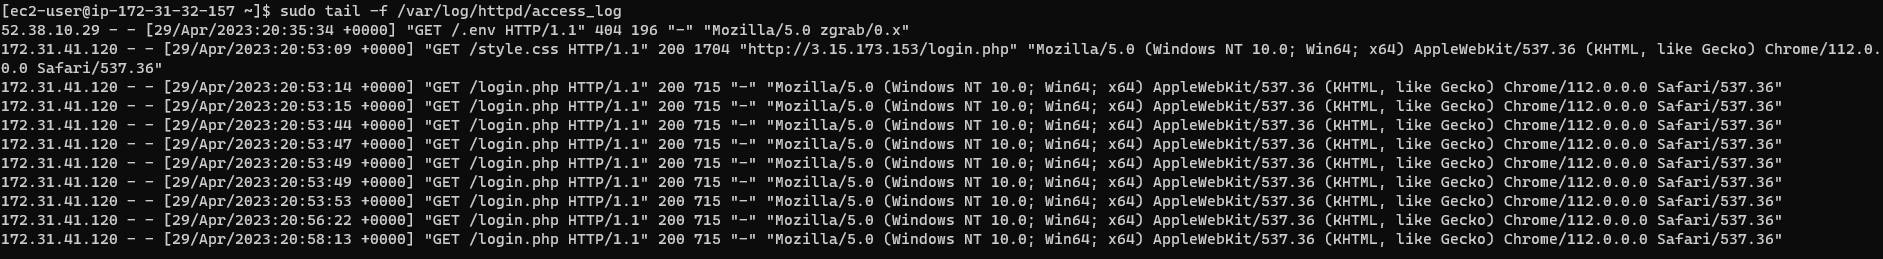 [ec2-user@ip-172-31-32-157 ~]$ sudo tail -f /var/log/httpd/access_log
52.38.10.29 - - [29/Apr/2023:20:35:34 +0000] "GET /.env HTTP/1.1" 404 196 "-" "Mozilla/5.0 zgrab/0.x"
172.31.41.120 - - [29/Apr/2023:20:53:09 +0000] "GET /style.css HTTP/1.1" 200 1704 "http://3.15.173.153/login.php" "Mozilla/5.0 (Windows NT 10.0; Win64; x64) AppleWebKit/537.36 (KHTML, like Gecko) Chrome/112.0.
0.0 Safari/537.36"
172.31.41.120 - - [29/Apr/2023:20:53:14 +0000] "GET /login.php HTTP/1.1" 200 715 "-" "Mozilla/5.0 (Windows NT 10.0; Win64; x64) AppleWebKit/537.36 (KHTML, like Gecko) Chrome/112.0.0.0 Safari/537.36"
172.31.41.120 - - [29/Apr/2023:20:53:15 +0000] "GET /login.php HTTP/1.1" 200 715 "-" "Mozilla/5.0 (Windows NT 10.0; Win64; x64) AppleWebKit/537.36 (KHTML, like Gecko) Chrome/112.0.0.0 Safari/537.36"
172.31.41.120 - - [29/Apr/2023:20:53:44 +0000] "GET /login.php HTTP/1.1" 200 715 "-" "Mozilla/5.0 (Windows NT 10.0; Win64; x64) AppleWebKit/537.36 (KHTML, like Gecko) Chrome/112.0.0.0 Safari/537.36"
172.31.41.120 - - [29/Apr/2023:20:53:47 +0000] "GET /login.php HTTP/1.1" 200 715 "-" "Mozilla/5.0 (Windows NT 10.0; Win64; x64) AppleWebKit/537.36 (KHTML, like Gecko) Chrome/112.0.0.0 Safari/537.36"
172.31.41.120 - - [29/Apr/2023:20:53:49 +0000] "GET /login.php HTTP/1.1" 200 715 "-" "Mozilla/5.0 (Windows NT 10.0; Win64; x64) AppleWebKit/537.36 (KHTML, like Gecko) Chrome/112.0.0.0 Safari/537.36"
172.31.41.120 - - [29/Apr/2023:20:53:49 +0000] "GET /login.php HTTP/1.1" 200 715 "-" "Mozilla/5.0 (Windows NT 10.0; Win64; x64) AppleWebKit/537.36 (KHTML, like Gecko) Chrome/112.0.0.0 Safari/537.36"
172.31.41.120 - - [29/Apr/2023:20:53:53 +0000] "GET /login.php HTTP/1.1" 200 715 "-" "Mozilla/5.0 (Windows NT 10.0; Win64; x64) AppleWebKit/537.36 (KHTML, like Gecko) Chrome/112.0.0.0 Safari/537.36"
172.31.41.120 - - [29/Apr/2023:20:56:22 +0000] "GET /login.php HTTP/1.1" 200 715 "-" "Mozilla/5.0 (Windows NT 10.0; Win64; x64) AppleWebKit/537.36 (KHTML, like Gecko) Chrome/112.0.0.0 Safari/537.36"
172.31.41.120 - - [29/Apr/2023:20:58:13 +0000] "GET /login.php HTTP/1.1" 200 715 "-" "Mozilla/5.0 (Windows NT 10.0; Win64; x64) AppleWebKit/537.36 (KHTML, like Gecko) Chrome/112.0.0.0 Safari/537.36"